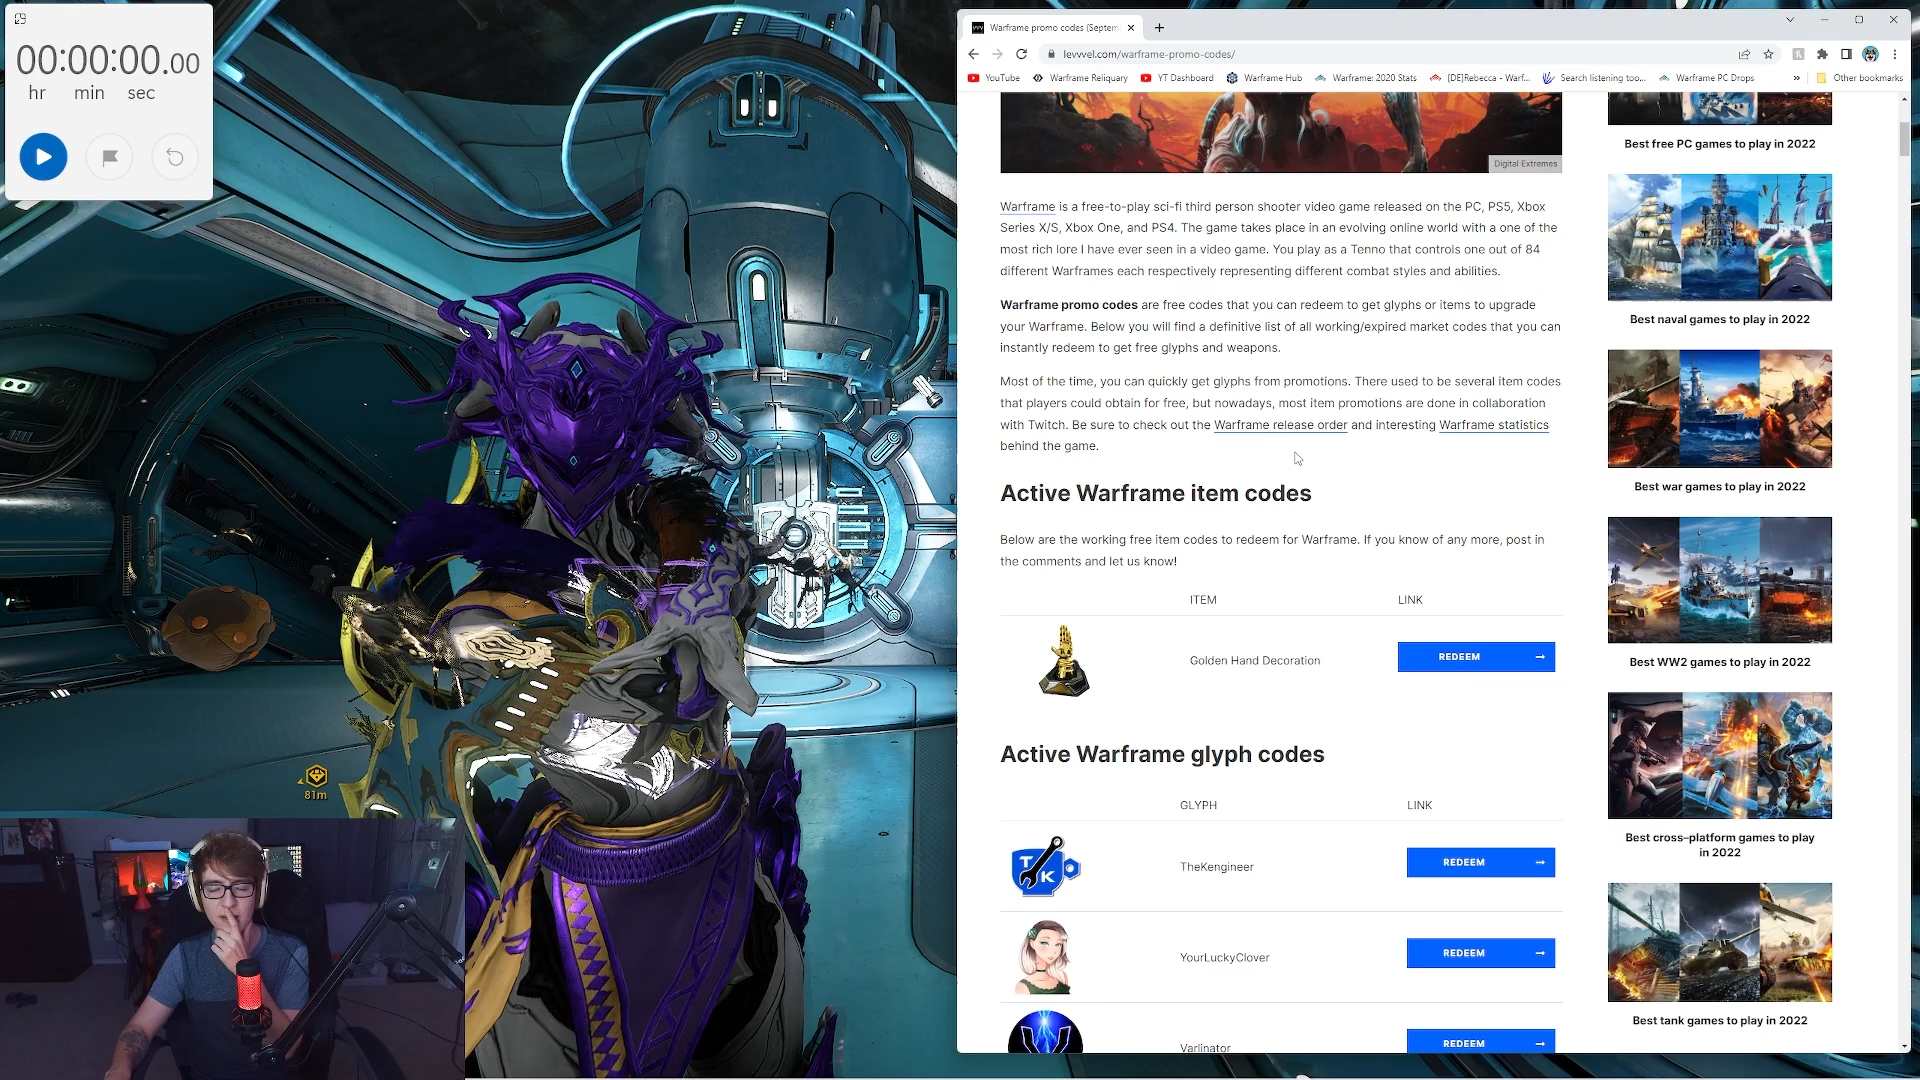 00:00:00.00
hr min sec
Warframe promo codes (Septem
levvvel.com/warframe-promo-codes/
YouTube
Warframe Reliquary
YT Dashboard
Warframe Hub
Warframe: 2020 Stats
[DE]Rebecca - Warf...
Search listening too...
Warframe PC Drops
»
Other bookmarks
Digital Extremes
Warframe is a free-to-play sci-fi third person shooter video game released on the PC, PS5, Xbox
Series X/S, Xbox One, and PS4. The game takes place in an evolving online world with a one of the
most rich lore I have ever seen in a video game. You play as a Tenno that controls one out of 84
different Warframes each respectively representing different combat styles and abilities.
Warframe promo codes are free codes that you can redeem to get glyphs or items to upgrade
your Warframe. Below you will find a definitive list of all working/expired market codes that you can
instantly redeem to get free glyphs and weapons.
Most of the time, you can quickly get glyphs from promotions. There used to be several item codes
that players could obtain for free, but nowadays, most item promotions are done in collaboration
with Twitch. Be sure to check out the Warframe release order and interesting Warframe statistics
behind the game.
Active Warframe item codes
Below are the working free item codes to redeem for Warframe. If you know of any more, post in
the comments and let us know!
ITEM LINK
Golden Hand Decoration REDEEM
Active Warframe glyph codes
GLYPH LINK
T K
TheKengineer REDEEM
YourLuckyClover REDEEM
Varlinator REDEEM
Best free PC games to play in 2022
Best naval games to play in 2022
Best war games to play in 2022
Best WW2 games to play in 2022
Best cross–platform games to play
in 2022
Best tank games to play in 2022
81m